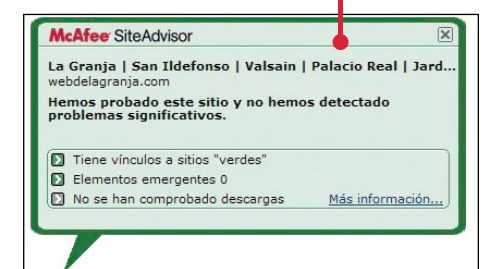 McAfee SiteAdvisor
La Granja | San Ildefonso | Valsain | Palacio Real | Jard...
webdelagranja.com
Hemos probado este sitio y no hemos detectado
problemas significativos.
Tiene vínculos a sitios "verdes"
Elementos emergentes 0
No se han comprobado descargas Más información...